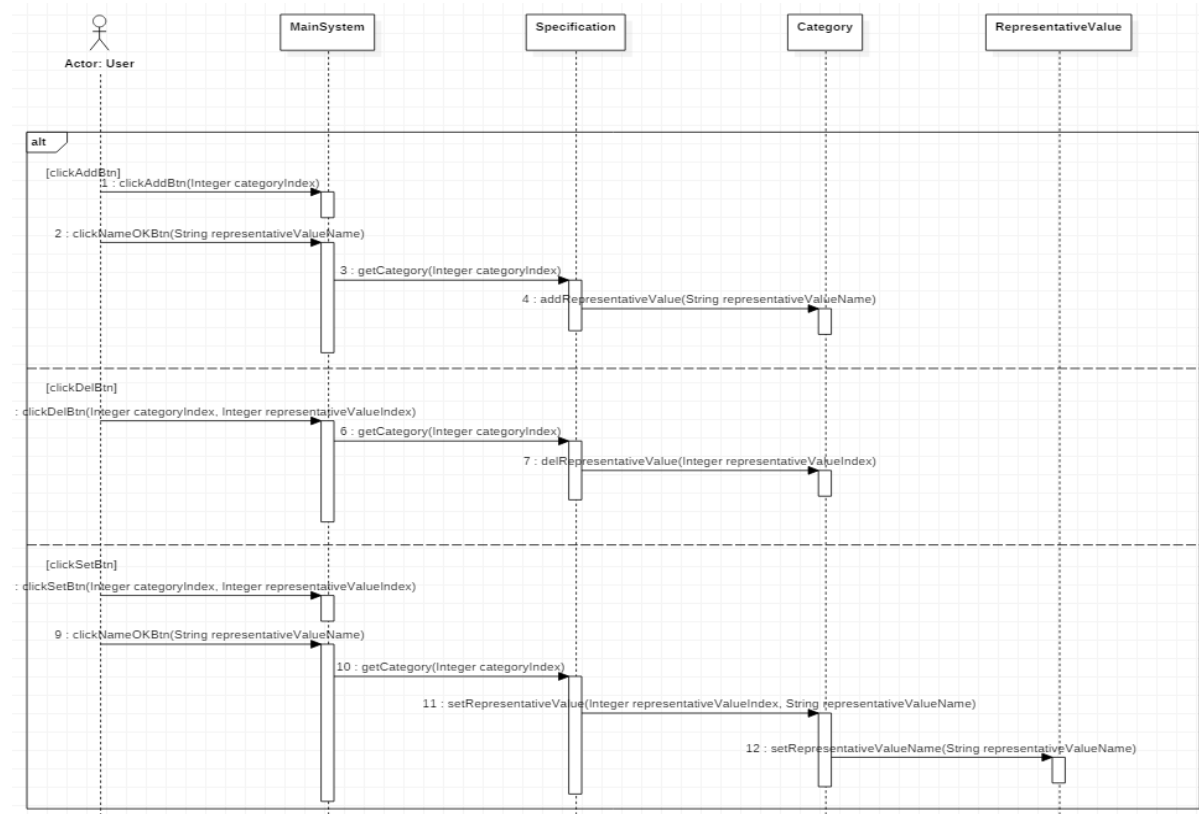 MainSystem
Specification
Category
RepresentativeValue
Actor: User
alt
[clickAddBtn]
1 : clickAddBtn(Integer categoryIndex)
2 : clickNameOKBtn(String representativeValueName)
3 : getCategory(Integer categoryIndex)
4 : addRepresentativeValue(String representativeValueName)
[clickDelBtn]
: clickDelBtn(Integer categoryIndex, Integer representativeValueIndex)
6 : getCategory(Integer categoryIndex)
7 : delRepresentativeValue(Integer representativeValueIndex)
[clickSetBtn]
: clickSetBtn(Integer categoryIndex, Integer representativeValueIndex)
9 : clickNameOKBtn(String representativeValueName)
10 : getCategory(Integer categoryIndex)
11 : setRepresentativeValue(Integer representativeValueIndex, String representativeValueName)
12 : setRepresentativeValueName(String representativeValueName)